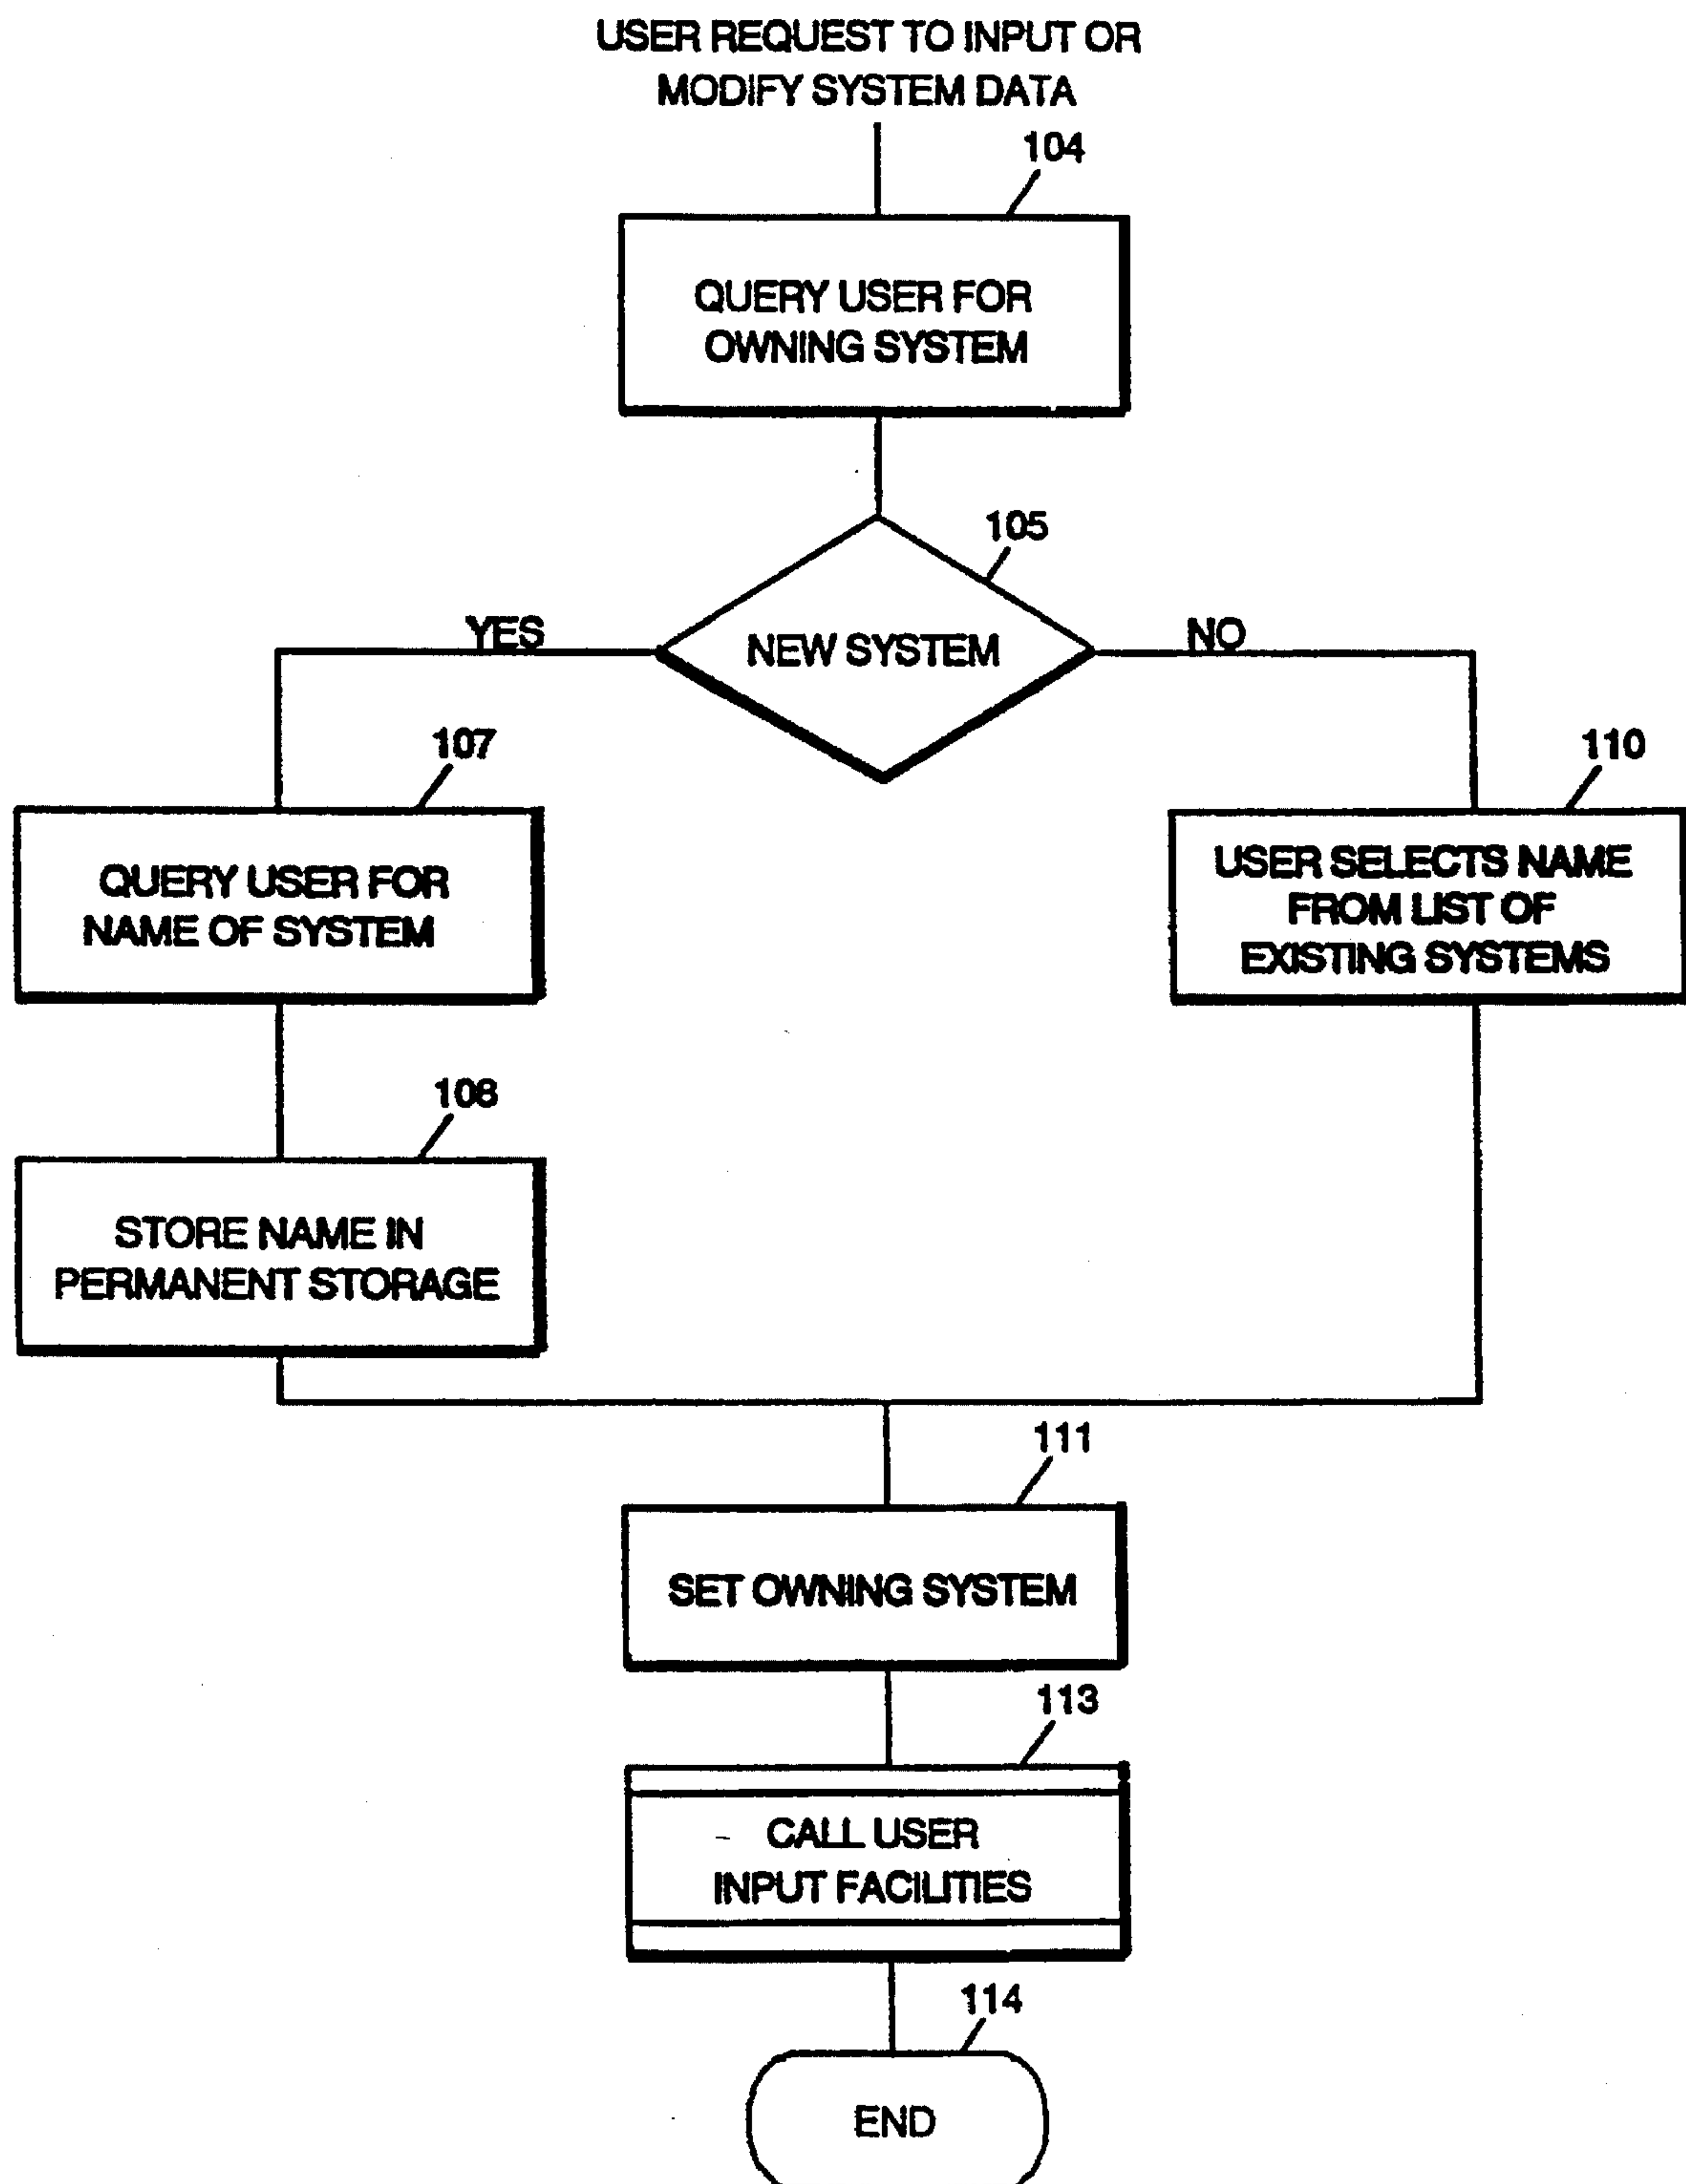 USER REQUEST TO INPUT OR
MODIFY SYSTEM DATA
104
QUERY USER FOR
OWNING SYSTEM
105
YES
NEW SYSTEM
NO
107
110
QUERY USER FOR
NAME OF SYSTEM
USER SELECTS NAME
FROM LIST OF
EXISTING SYSTEMS
108
STORE NAME IN
PERMANENT STORAGE
111
SET OWNING SYSTEM
113
CALL USER
INPUT FACILITIES
114
END